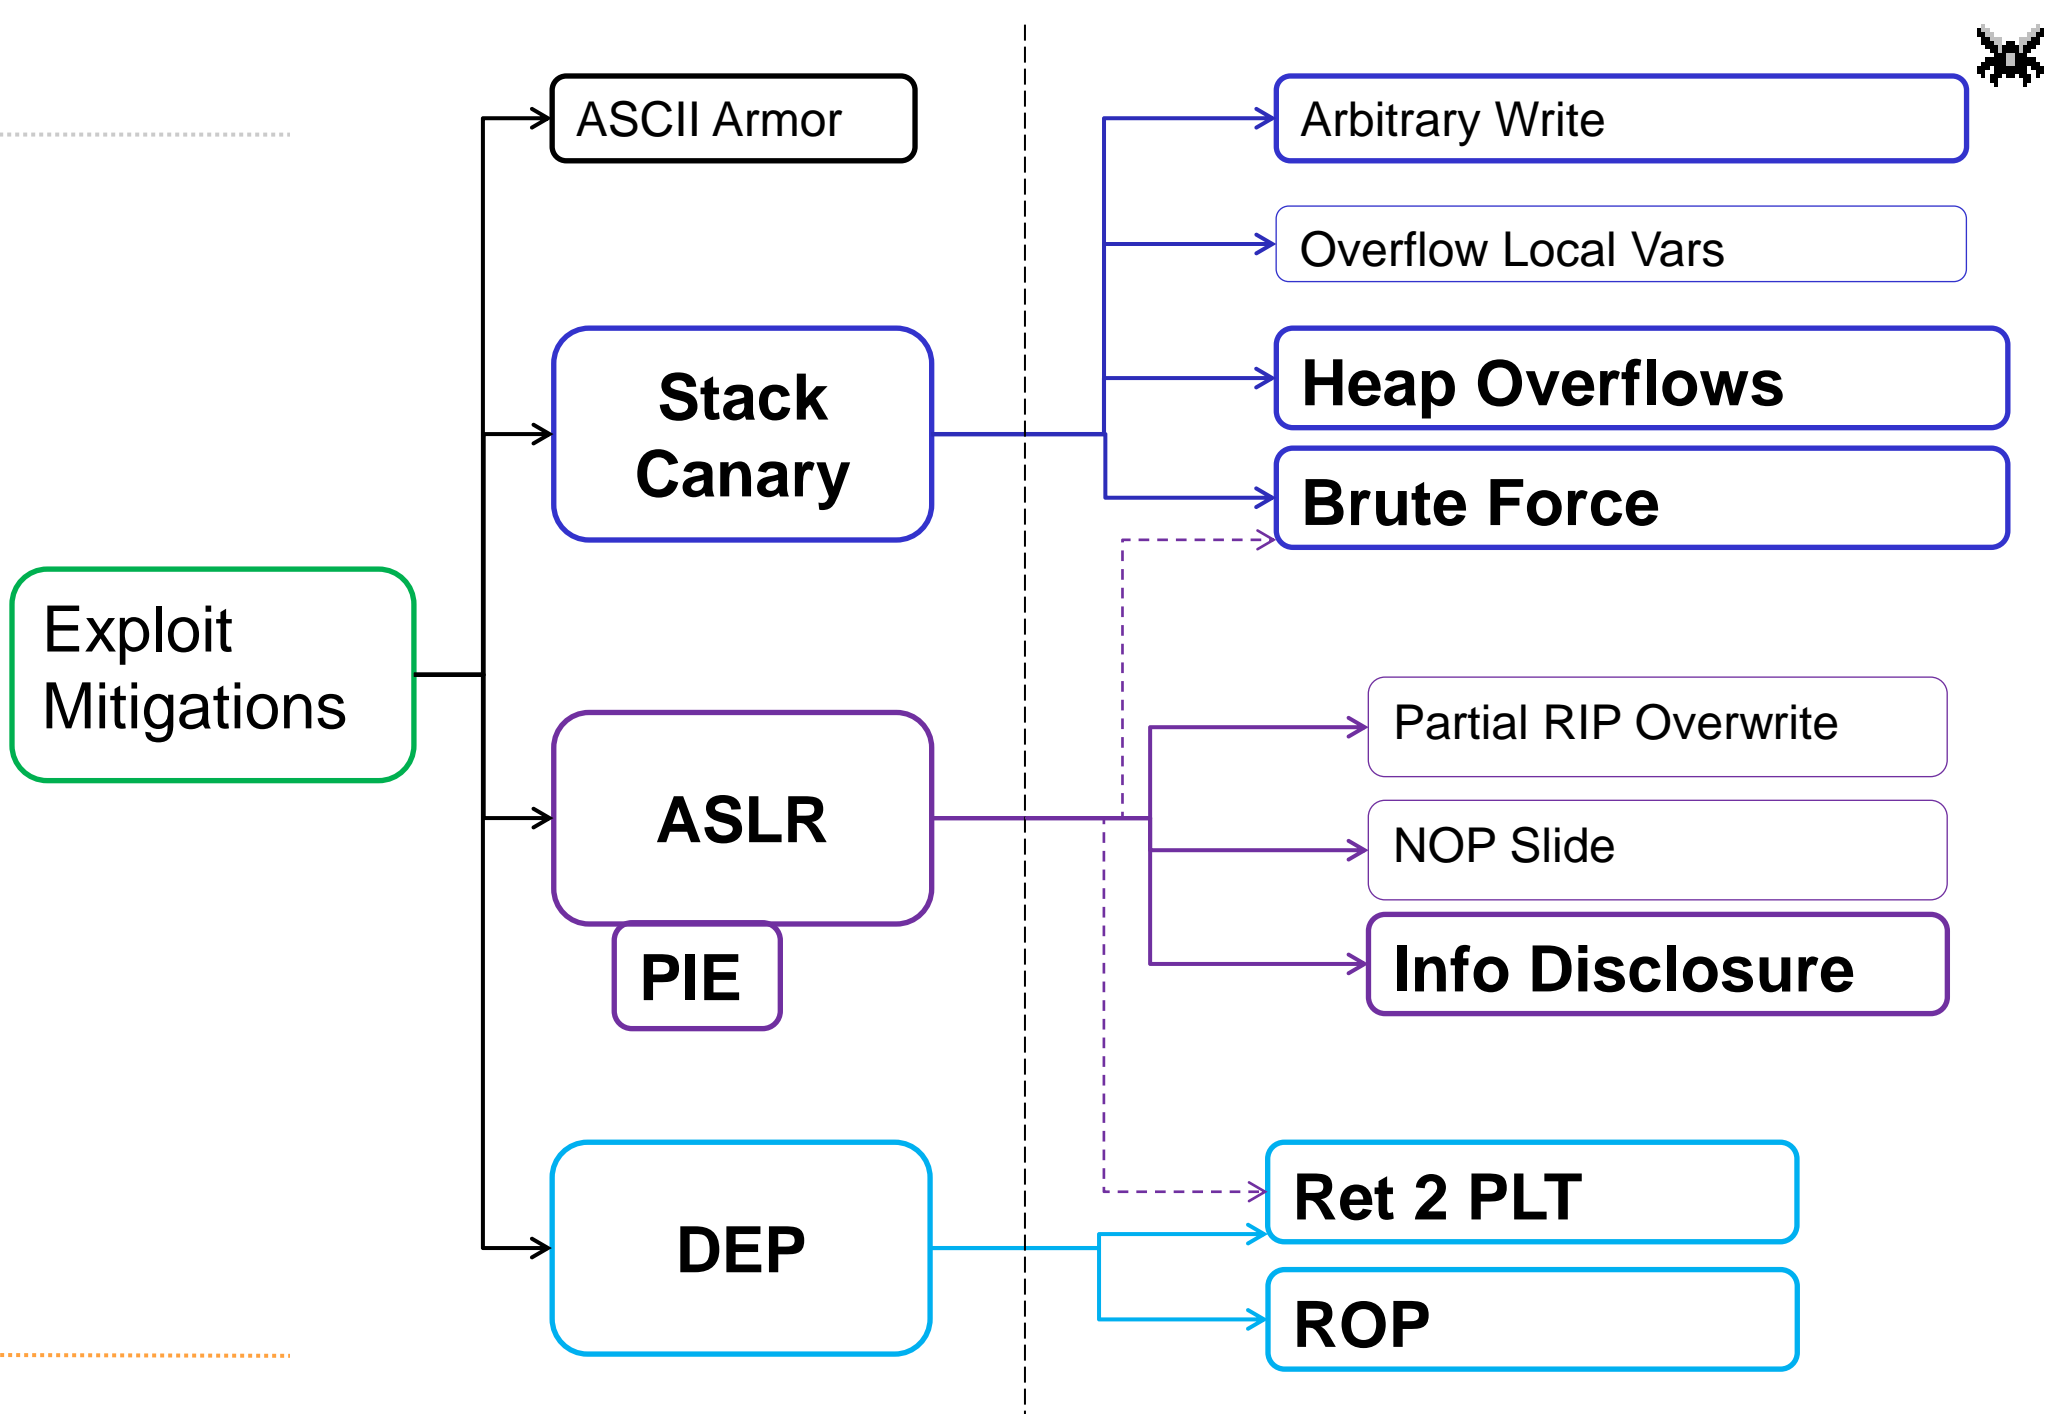 ASCII Armor
Arbitrary Write
Overflow Local Vars
Stack
Canary
Heap Overflows
Brute Force
Exploit
Mitigations
Partial RIP Overwrite
ASLR
NOP Slide
PIE
Info Disclosure
DEP
Ret 2 PLT
ROP